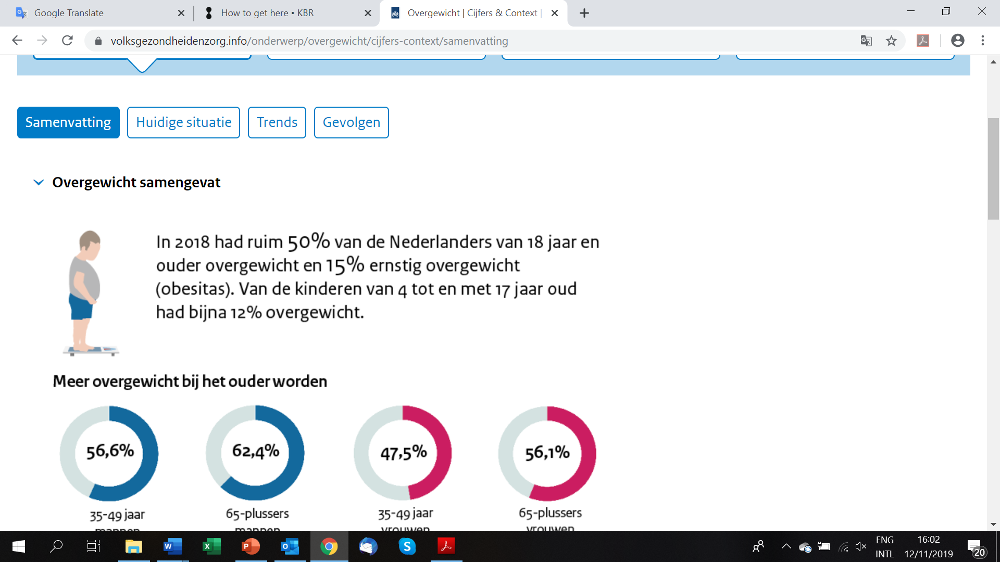 Google Translate
How to get here • KBR
Overgewicht | Cijfers & Context |
volksgezondheidenzorg.info/onderwerp/overgewicht/cijfers-context/samenvatting
Samenvatting
Huidige situatie
Trends
Gevolgen
Overgewicht samengevat
In 2018 had ruim 50% van de Nederlanders van 18 jaar en
ouder overgewicht en 15% ernstig overgewicht
(obesitas). Van de kinderen van 4 tot en met 17 jaar oud
had bijna 12% overgewicht.
Meer overgewicht bij het ouder worden
56,6%
62,4%
47,5%
56,1%
35-49 jaar
mannen
65-plussers
mannen
35-49 jaar
vrouwen
65-plussers
vrouwen
ENG
INTL
16:02
12/11/2019
20